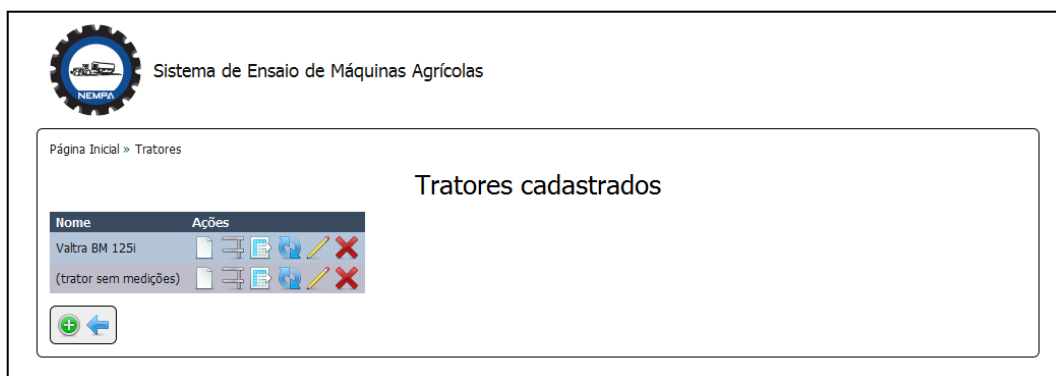 NEMPA
Sistema de Ensaio de Máquinas Agrícolas
Página Inicial » Tratores
Tratores cadastrados
Nome Ações
Valtra BM 125i
(trator sem medições)